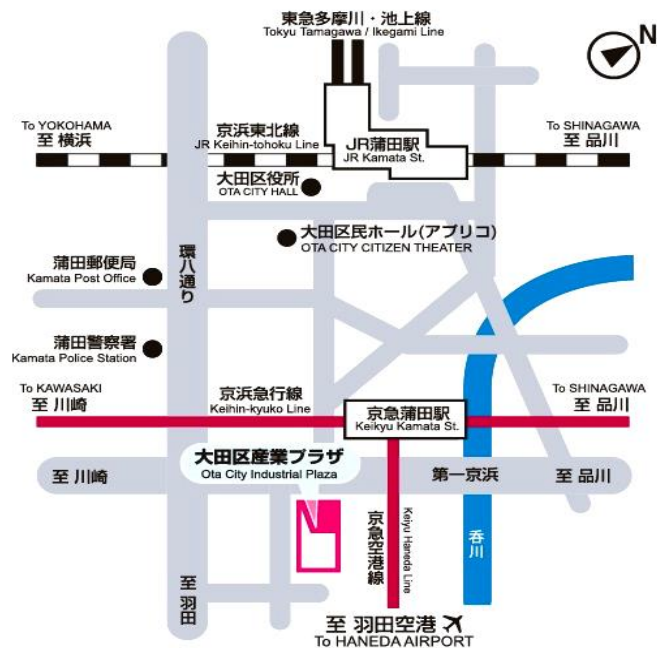 東急多摩川・池上線
Tokyu Tamagawa / Ikegami Line
N
To YOKOHAMA
至 横浜
京浜東北線
JR Keihin-tohoku Line
JR蒲田駅
JR Kamata St.
To SHINAGAWA
至 品川
大田区役所
OTA CITY HALL
大田区民ホール(アプリコ)
OTA CITY CITIZEN THEATER
環八通り
蒲田郵便局
Kamata Post Office
蒲田警察署
Kamata Police Station
To KAWASAKI
至 川崎
京浜急行線
Keihin-kyuko Line
京急蒲田駅
Keikyu Kamata St.
To SHINAGAWA
至 品川
大田区産業プラザ
Ota City Industrial Plaza
至 川崎
第一京浜
至 品川
京急空港線
Keiyu Haneda Line
呑川
至 羽田
至 羽田空港
To HANEDA AIRPORT